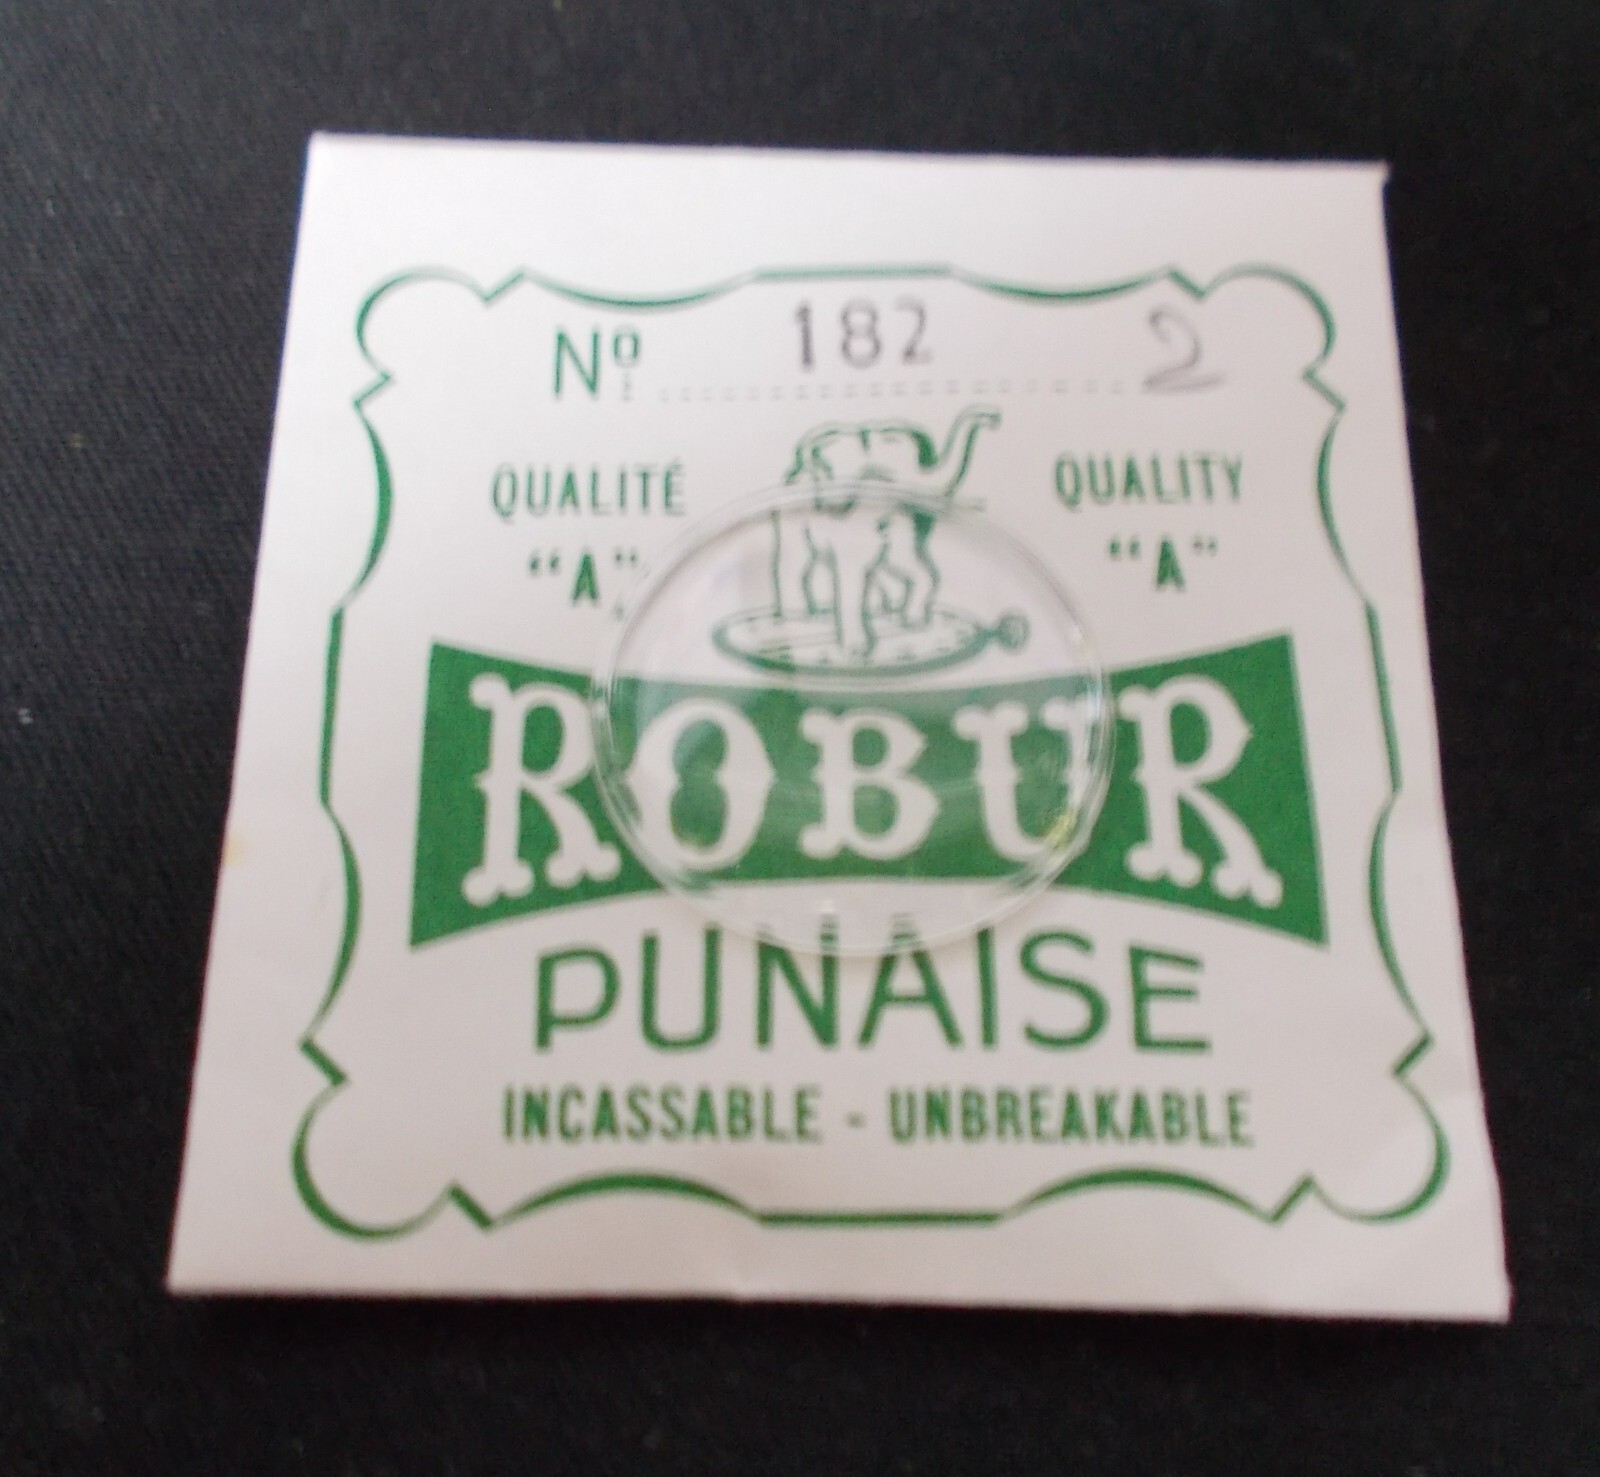 Nº 182 2
QUALITÉ QUALITY
“A” “A”
ROBUR
PUNAISE
INCASSABLE - UNBREAKABLE